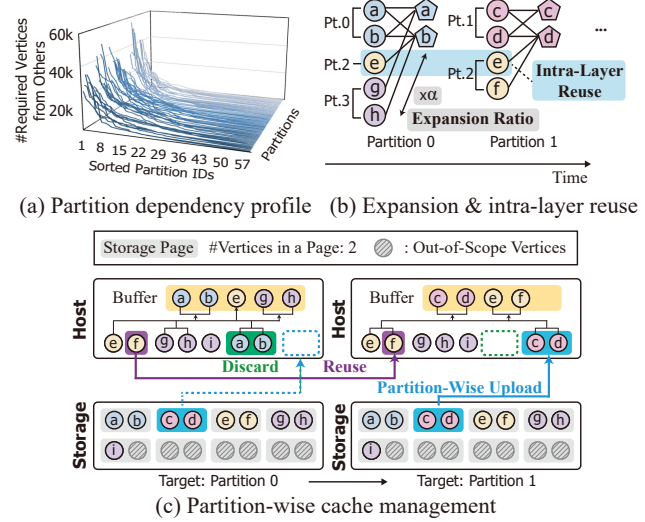 60k
40k
20k
#Required Vertices
from Others
1 8 15 22 29 36 43 50 57
Sorted Partition IDs
Partitions
(a) Partition dependency profile
Pt.0
a
b
Pt.2
e
Pt.3
g
h
a
b
xα
Expansion Ratio
Partition 0
Pt.1
c
d
Pt.2
e
f
c
d
...
Intra-Layer
Reuse
Partition 1
Time
(b) Expansion & intra-layer reuse
Storage Page #Vertices in a Page: 2 : Out-of-Scope Vertices
Host
Buffer a b e g h
e f g h i a b
Discard
Reuse
Host
Buffer c d e f
e f g h i c d
Partition-Wise Upload
Storage
a b c d e f g h
i
Target: Partition 0
Storage
a b c d e f g h
i
Target: Partition 1
(c) Partition-wise cache management